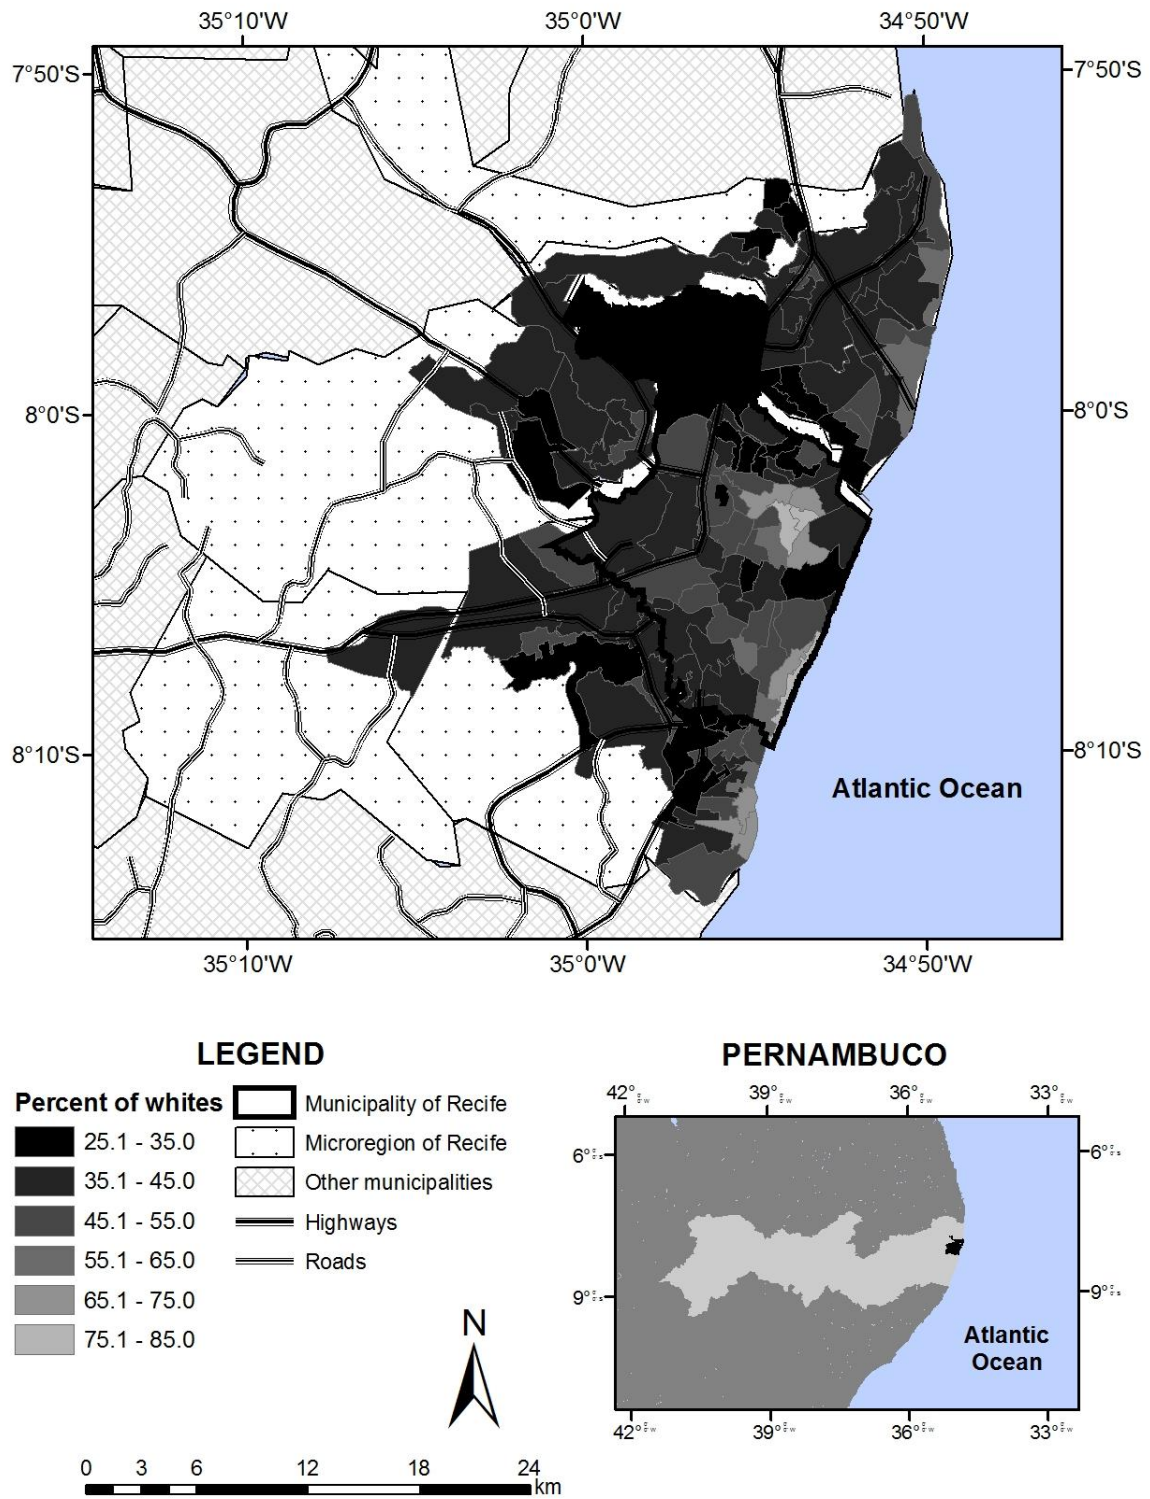 35°10'W 35°0'W 34°50'W
7°50'S 7°50'S
8°0'S 8°0'S
8°10'S 8°10'S
Atlantic Ocean
35°10'W 35°0'W 34°50'W
LEGEND
Percent of whites
25.1 - 35.0
35.1 - 45.0
45.1 - 55.0
55.1 - 65.0
65.1 - 75.0
75.1 - 85.0
Municipality of Recife
Microregion of Recife
Other municipalities
Highways
Roads
N
0 3 6 12 18 24
km
PERNAMBUCO
42° 39° 36° 33°
6° 6°
9° 9°
Atlantic
Ocean
42° 39° 36° 33°